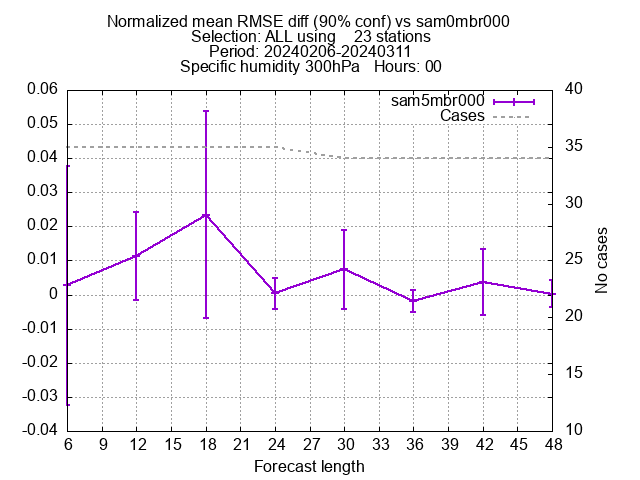 Normalized mean RMSE diff (90% conf) vs sam0mbr000
Selection: ALL using    23 stations
Period: 20240206-20240311
Specific humidity 300hPa   Hours: 00
sam5mbr000
Cases
0.06
0.05
0.04
0.03
0.02
0.01
0
-0.01
-0.02
-0.03
-0.04
40
35
30
25
20
15
10
No cases
6 9 12 15 18 21 24 27 30 33 36 39 42 45 48
Forecast length